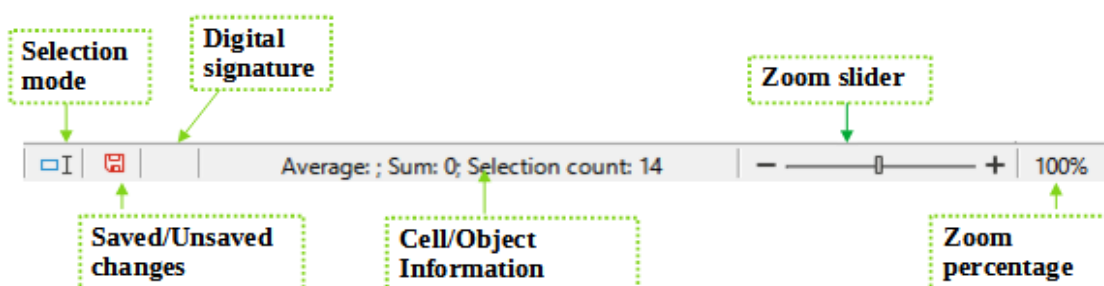 Selection
mode
Digital
signature
Zoom slider
Average: ; Sum: 0; Selection count: 14
100%
Saved/Unsaved
changes
Cell/Object
Information
Zoom
percentage